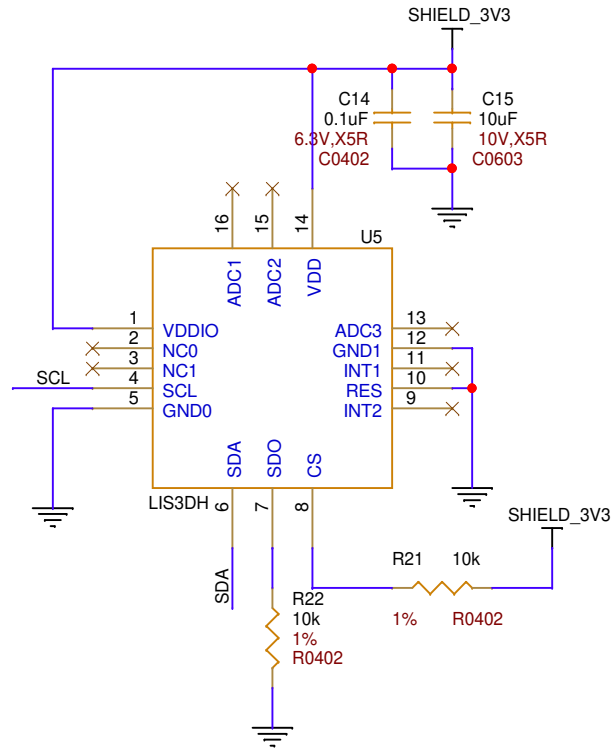 SHIELD_3V3
C14
0.1uF
6.3V,X5R
C0402
C15
10uF
10V,X5R
C0603
16
15
14
U5
ADC1
ADC2
VDD
1
VDDIO
2
NC0
3
NC1
SCL
4
SCL
5
GND0
13
ADC3
12
GND1
11
INT1
10
RES
9
INT2
SDA
SDO
CS
LIS3DH
6
7
8
SHIELD_3V3
R21
10k
1%
R0402
SDA
R22
10k
1%
R0402